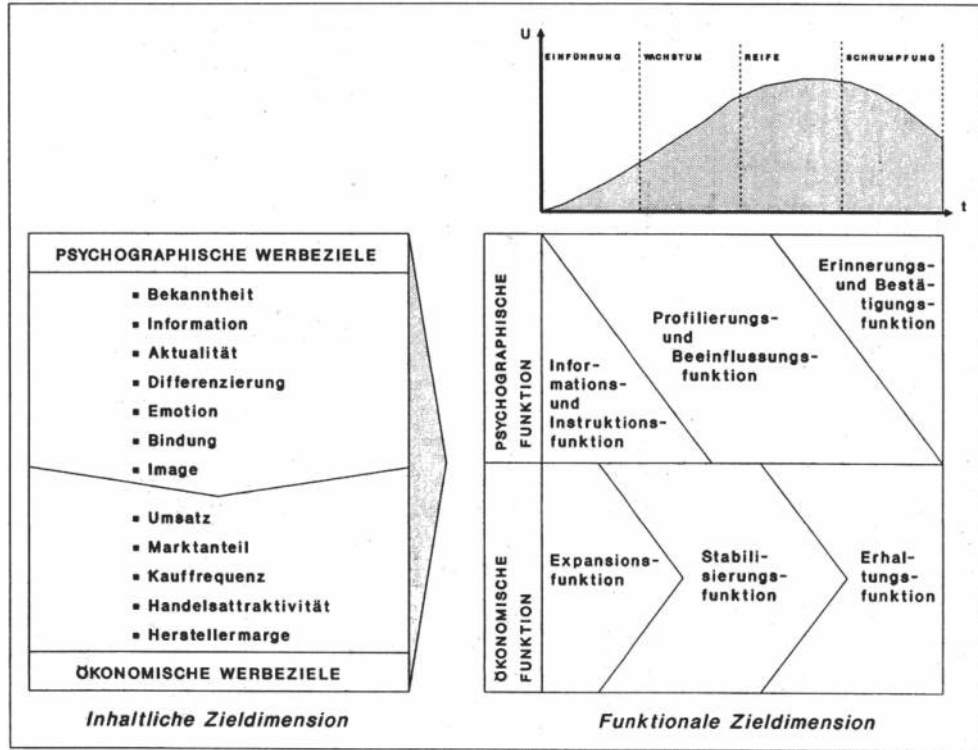 U
EINFÜHRUNG
WACHSTUM
REIFE
SCHRUMPFUNG
t
PSYCHOGRAPHISCHE WERBEZIELE
▪ Bekanntheit
▪ Information
▪ Aktualität
▪ Differenzierung
▪ Emotion
▪ Bindung
▪ Image
▪ Umsatz
▪ Marktanteil
▪ Kauffrequenz
▪ Handelsattraktivität
▪ Herstellermarge
ÖKONOMISCHE WERBEZIELE
Inhaltliche Zieldimension
PSYCHOGRAPHISCHE
FUNKTION
Infor-
mations-
und
Instruktions-
funktion
Profilierungs-
und
Beeinflussungs-
funktion
Erinnerungs-
und Bestä-
tigungs-
funktion
ÖKONOMISCHE
FUNKTION
Expansions-
funktion
Stabili-
sierungs-
funktion
Erhal-
tungs-
funktion
Funktionale Zieldimension